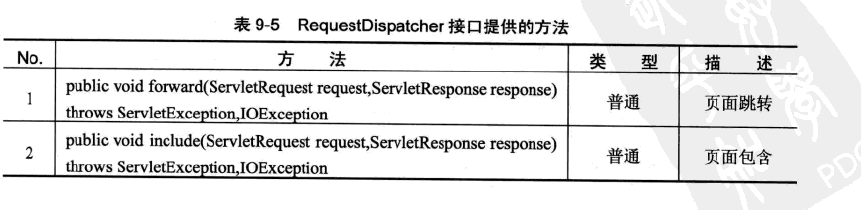 表 9-5 RequestDispatcher 接口提供的方法
No. 方 法 类 型 描 述
1 public void forward(ServletRequest request,ServletResponse response) throws ServletException,IOException 普通 页面跳转
2 public void include(ServletRequest request,ServletResponse response) throws ServletException,IOException 普通 页面包含
PDG